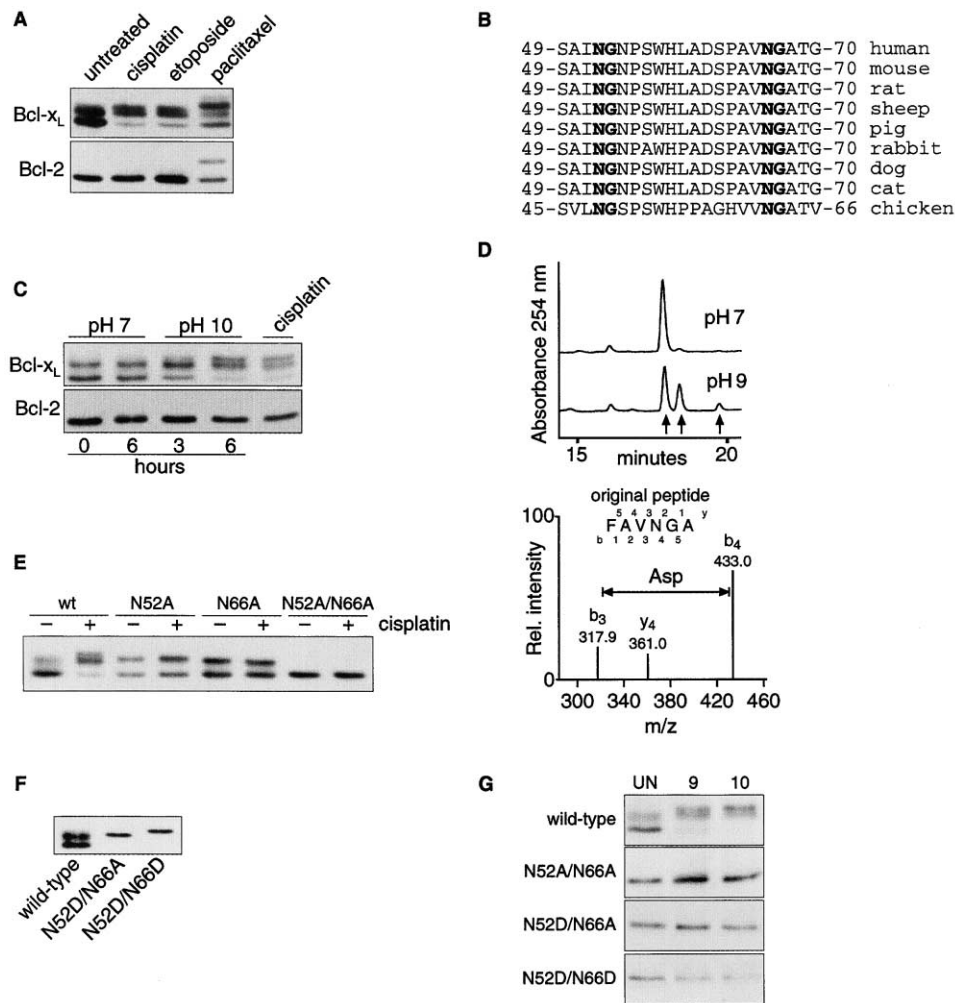 A
untreated
cisplatin
etoposide
paclitaxel
Bcl-xL
Bcl-2
B
49-SAINGNPSWHLADSPAVNGATG-70 human
49-SAINGNPSWHLADSPAVNGATG-70 mouse
49-SAINGNPSWHLADSPAVNGATG-70 rat
49-SAINGNPSWHLADSPAVNGATG-70 sheep
49-SAINGNPSWHLADSPAVNGATG-70 pig
49-SAINGNPAWHPADSPAVNGATG-70 rabbit
49-SAINGNPSWHLADSPAVNGATG-70 dog
49-SAINGNPSWHLADSPAVNGATG-70 cat
45-SVLNGSPSWHPPAGHVVNGATV-66 chicken
C
pH 7 pH 10 cisplatin
Bcl-xL
Bcl-2
0 6 3 6
hours
D
Absorbance 254 nm
pH 7
pH 9
15 minutes 20
original peptide
5 4 3 2 1 y
F A V N G A
b 1 2 3 4 5
100
Rel. intensity
0
b4
433.0
Asp
b3
317.9
y4
361.0
300 340 380 420 460
m/z
E
wt N52A N66A N52A/N66A
− + − + − + − + cisplatin
F
wild-type
N52D/N66A
N52D/N66D
G
UN 9 10
wild-type
N52A/N66A
N52D/N66A
N52D/N66D